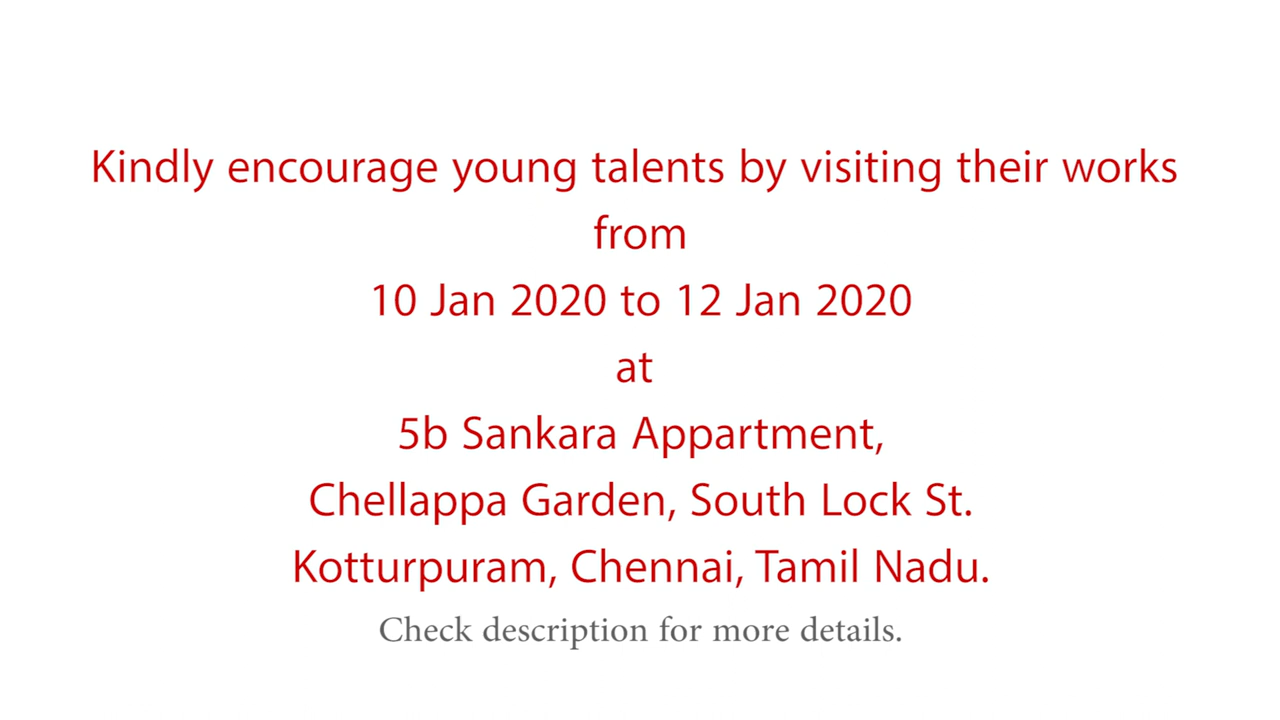 Kindly encourage young talents by visiting their works
from
10 Jan 2020 to 12 Jan 2020
at
5b Sankara Appartment,
Chellappa Garden, South Lock St.
Kotturpuram, Chennai, Tamil Nadu.
Check description for more details.